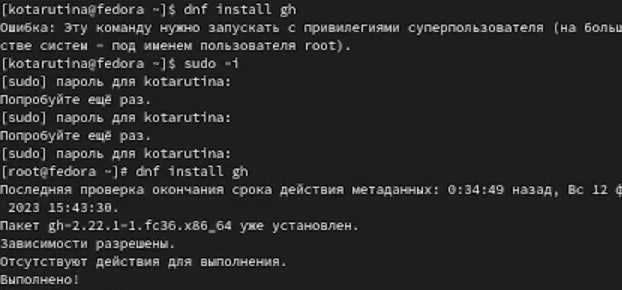 [kotarutina@fedora ~]$ dnf install gh
Ошибка: Эту команду нужно запускать с привилегиями суперпользователя (на больш
стве систем - под именем пользователя root).
[kotarutina@fedora ~]$ sudo -i
[sudo] пароль для kotarutina:
Попробуйте ещё раз.
[sudo] пароль для kotarutina:
Попробуйте ещё раз.
[sudo] пароль для kotarutina:
[root@fedora ~]# dnf install gh
Последняя проверка окончания срока действия метаданных: 0:34:49 назад, Вс 12 ф
2023 15:43:30.
Пакет gh-2.22.1-1.fc36.x86_64 уже установлен.
Зависимости разрешены.
Отсутствуют действия для выполнения.
Выполнено!